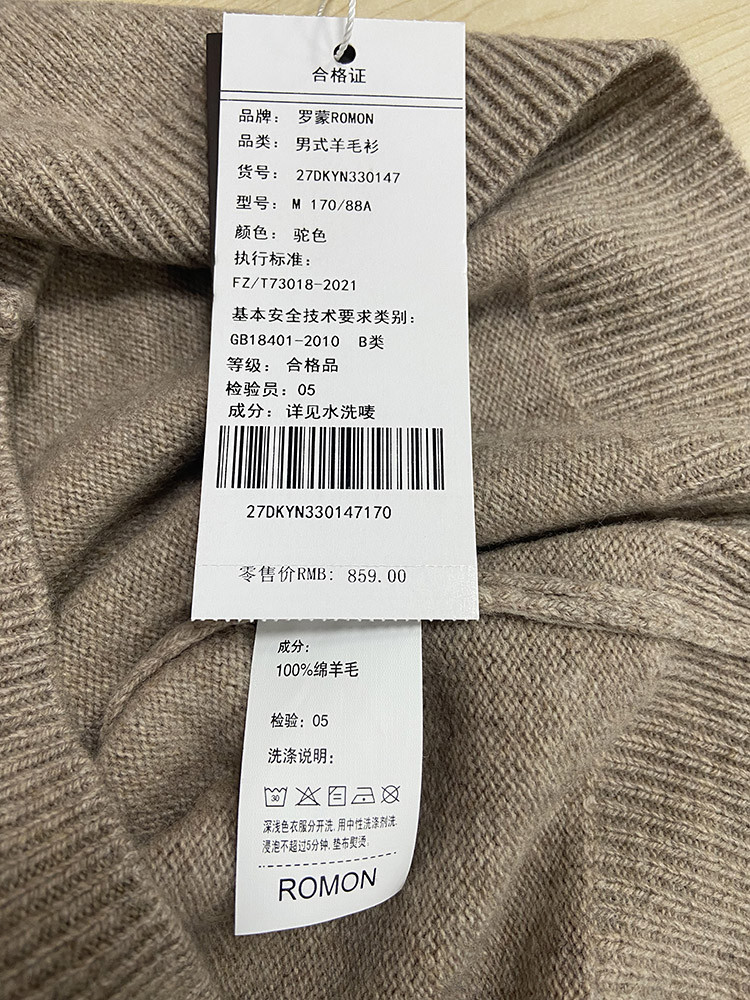 合格证
品牌: 罗蒙ROMON
品类: 男式羊毛衫
货号: 27DKYN330147
型号: M 170/88A
颜色: 驼色
执行标准:
FZ/T73018-2021
基本安全技术要求类别:
GB18401-2010 B类
等级: 合格品
检验员: 05
成分: 详见水洗唛
27DKYN330147170
零售价RMB: 859.00
成分:
100%绵羊毛
检验: 05
洗涤说明:
30
深浅色衣服分开洗,用中性洗涤剂洗,
浸泡不超过5分钟,垫布熨烫。
ROMON